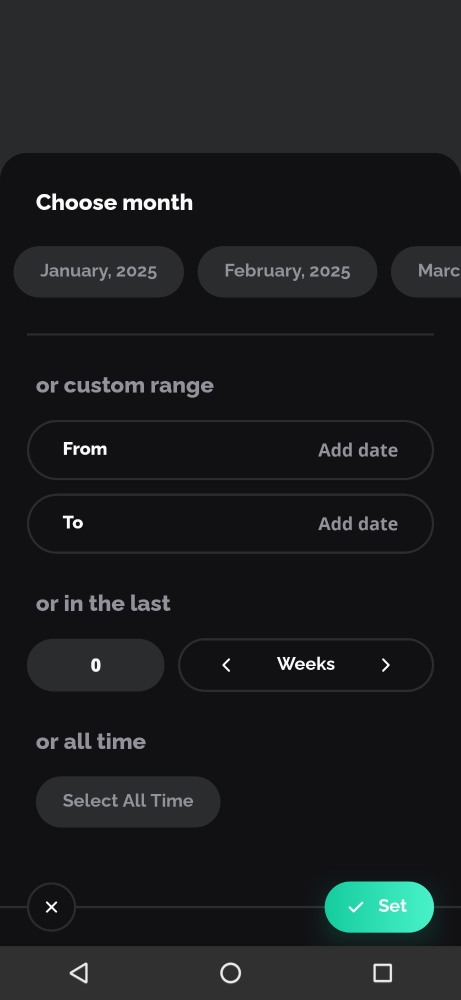 Choose month
January, 2025
February, 2025
Marc
or custom range
From
Add date
To
Add date
or in the last
0
Weeks
or all time
Select All Time
Set